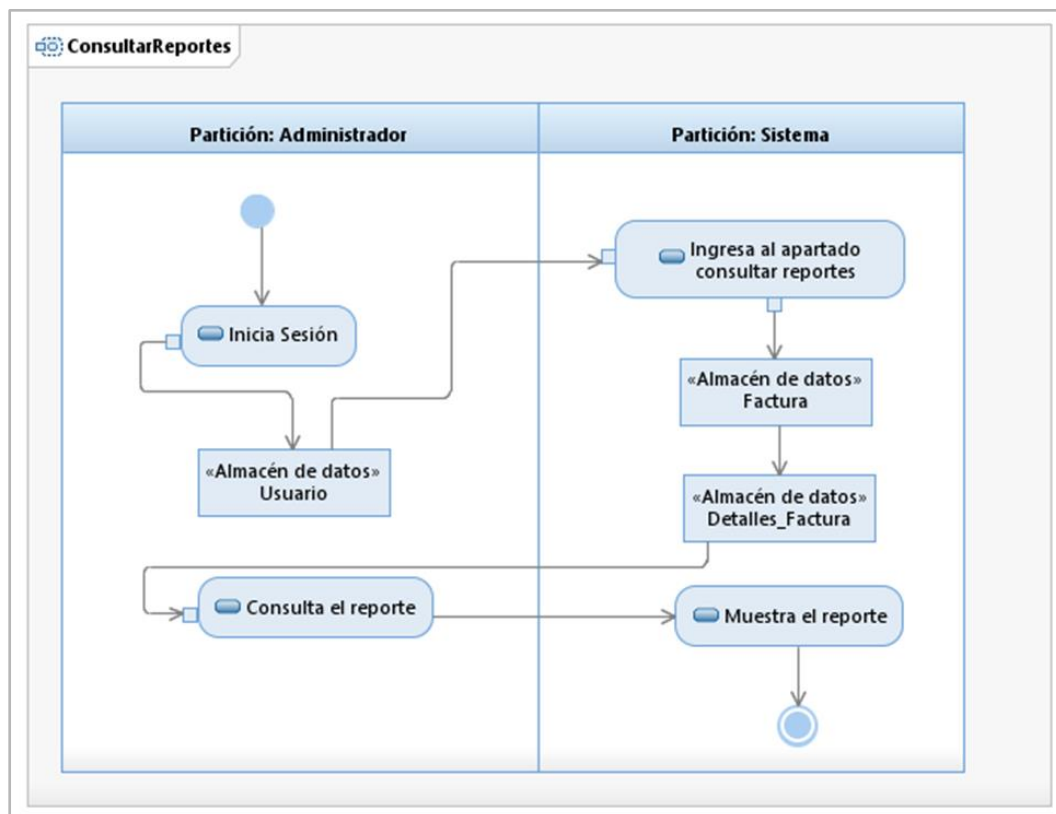 ConsultarReportes
Partición: Administrador
Partición: Sistema
Ingresa al apartado
consultar reportes
Inicia Sesión
«Almacén de datos»
Factura
«Almacén de datos»
Usuario
«Almacén de datos»
Detalles_Factura
Consulta el reporte
Muestra el reporte